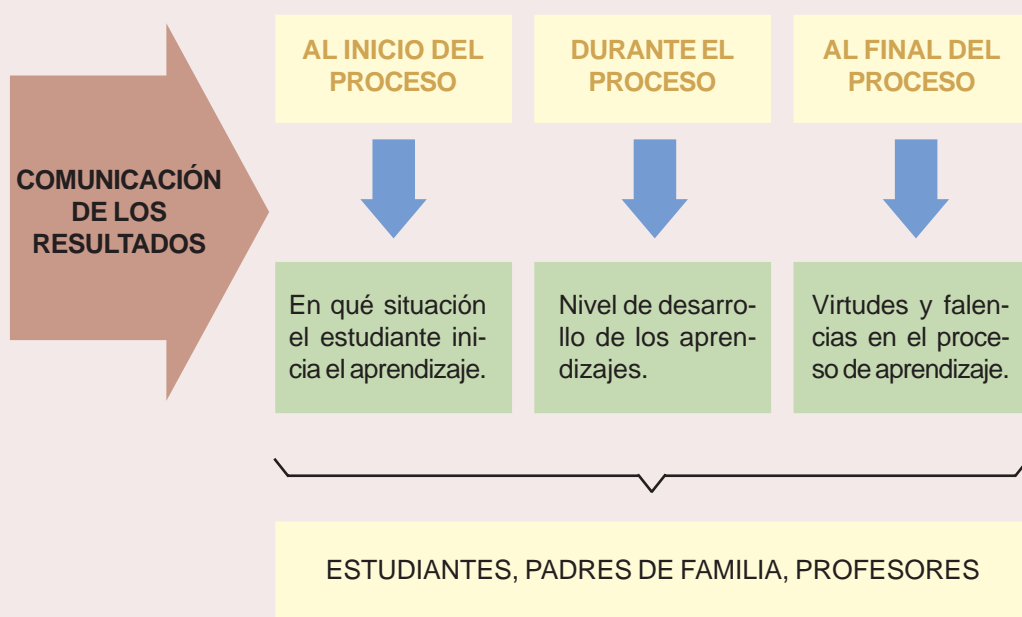 COMUNICACIÓN
DE LOS
RESULTADOS
AL INICIO DEL
PROCESO
DURANTE EL
PROCESO
AL FINAL DEL
PROCESO
En qué situación
el estudiante ini-
cia el aprendizaje.
Nivel de desarro-
llo de los apren-
dizajes.
Virtudes y falen-
cias en el proce-
so de aprendizaje.
ESTUDIANTES, PADRES DE FAMILIA, PROFESORES